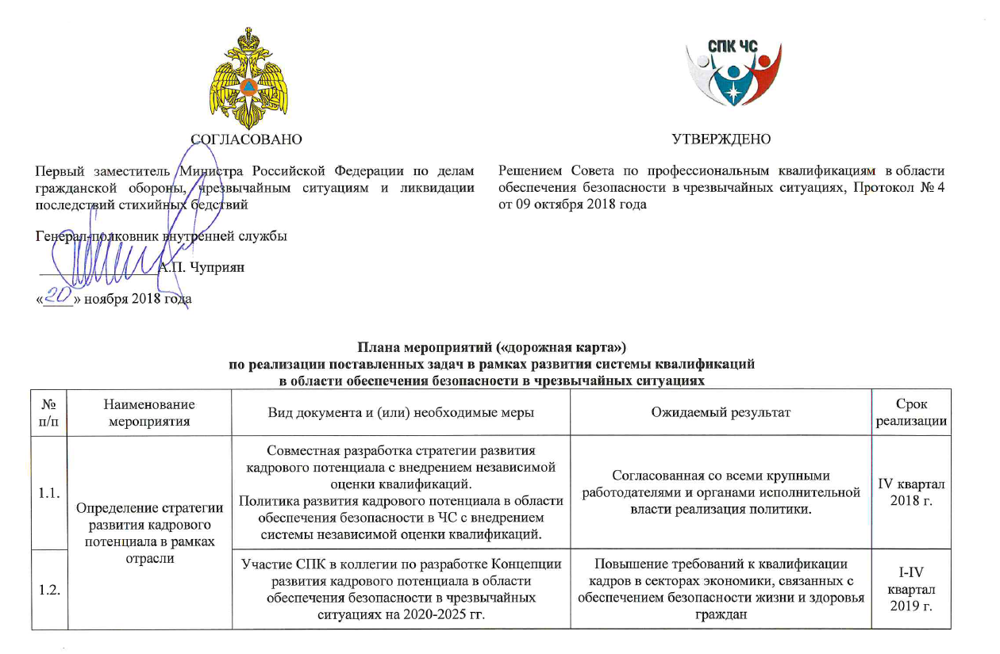 СПК ЧС
СОГЛАСОВАНО
Первый заместитель Министра Российской Федерации по делам
гражданской обороны, чрезвычайным ситуациям и ликвидации
последствий стихийных бедствий
Генерал-полковник внутренней службы
А.П. Чуприян
«20» ноября 2018 года
УТВЕРЖДЕНО
Решением Совета по профессиональным квалификациям в области
обеспечения безопасности в чрезвычайных ситуациях, Протокол № 4
от 09 октября 2018 года
Плана мероприятий («дорожная карта»)
по реализации поставленных задач в рамках развития системы квалификаций
в области обеспечения безопасности в чрезвычайных ситуациях
№
п/п
Наименование
мероприятия
Вид документа и (или) необходимые меры
Ожидаемый результат
Срок
реализации
1.1.
Определение стратегии
развития кадрового
потенциала в рамках
отрасли
Совместная разработка стратегии развития
кадрового потенциала с внедрением независимой
оценки квалификаций.
Политика развития кадрового потенциала в области
обеспечения безопасности в ЧС с внедрением
системы независимой оценки квалификаций.
Согласованная со всеми крупными
работодателями и органами исполнительной
власти реализация политики.
IV квартал
2018 г.
1.2.
Участие СПК в коллегии по разработке Концепции
развития кадрового потенциала в области
обеспечения безопасности в чрезвычайных
ситуациях на 2020-2025 гг.
Повышение требований к квалификации
кадров в секторах экономики, связанных с
обеспечением безопасности жизни и здоровья
граждан
I-IV
квартал
2019 г.